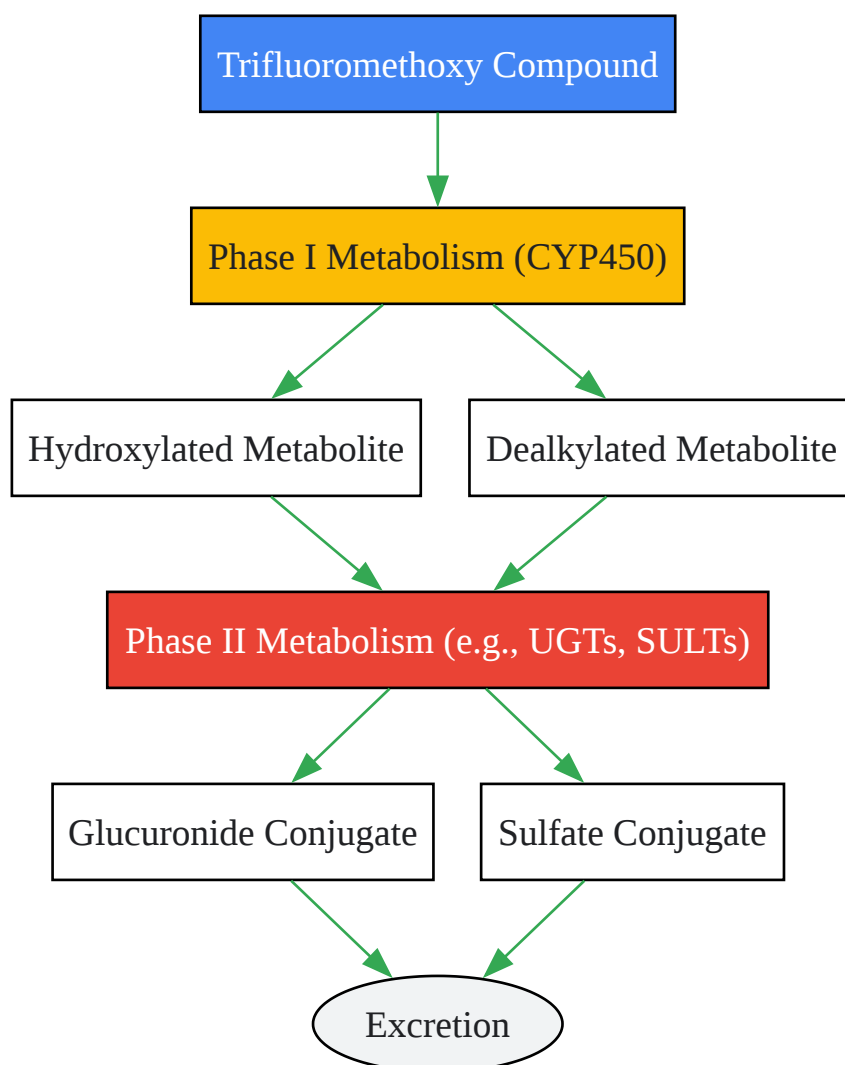 Trifluoromethoxy Compound
Phase I Metabolism (CYP450)
Hydroxylated Metabolite
Dealkylated Metabolite
Phase II Metabolism (e.g., UGTs, SULTs)
Glucuronide Conjugate
Sulfate Conjugate
Excretion